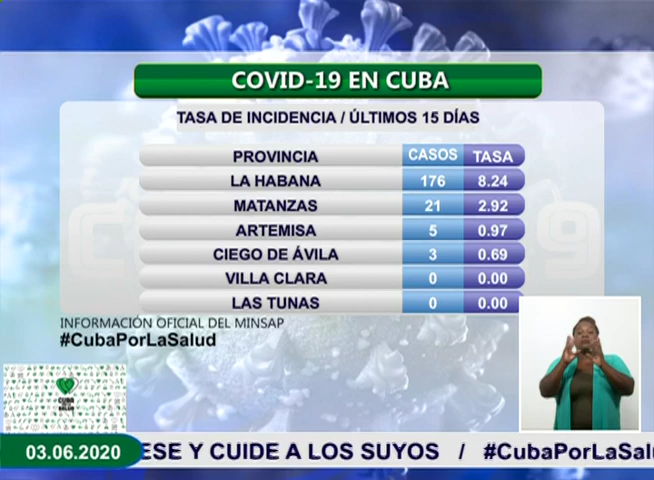 COVID-19 EN CUBA
TASA DE INCIDENCIA / ÚLTIMOS 15 DÍAS
PROVINCIA CASOS TASA
LA HABANA 176 8.24
MATANZAS 21 2.92
ARTEMISA 5 0.97
CIEGO DE ÁVILA 3 0.69
VILLA CLARA 0 0.00
LAS TUNAS 0 0.00
INFORMACIÓN OFICIAL DEL MINSAP
#CubaPorLaSalud
CUBA
SALUD
03.06.2020 ESE Y CUIDE A LOS SUYOS / #CubaPorLaSalu